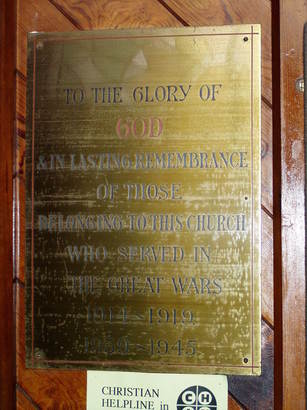 TO THE GLORY OF
GOD
& IN LASTING REMEMBRANCE
OF THOSE
BELONGING TO THIS CHURCH
WHO SERVED IN
THE GREAT WARS
1914~1919
1939~1945
CHRISTIAN
HELPLINE in
C H